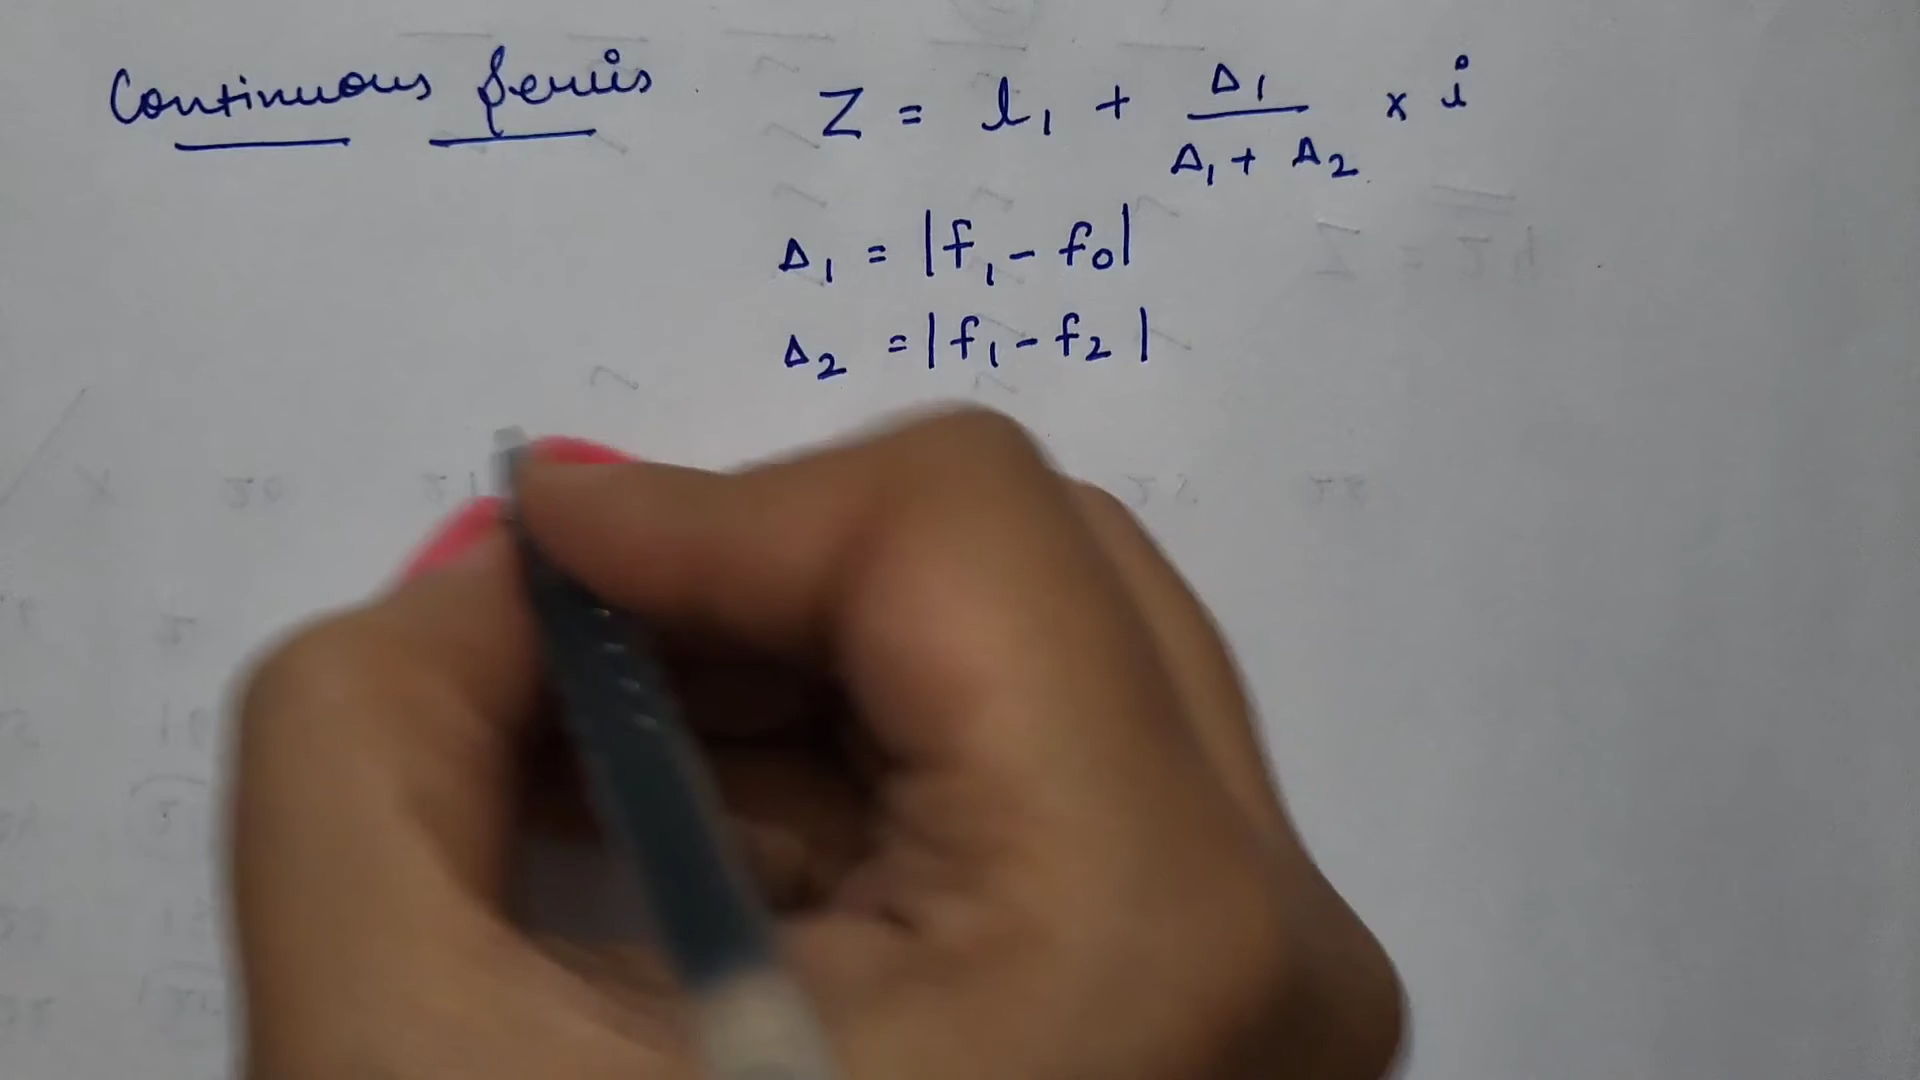 Continuous Series
Z = l₁ + Δ₁ / Δ₁ + Δ₂ × i
Δ₁ = |f₁ - f₀|
Δ₂ = |f₁ - f₂|